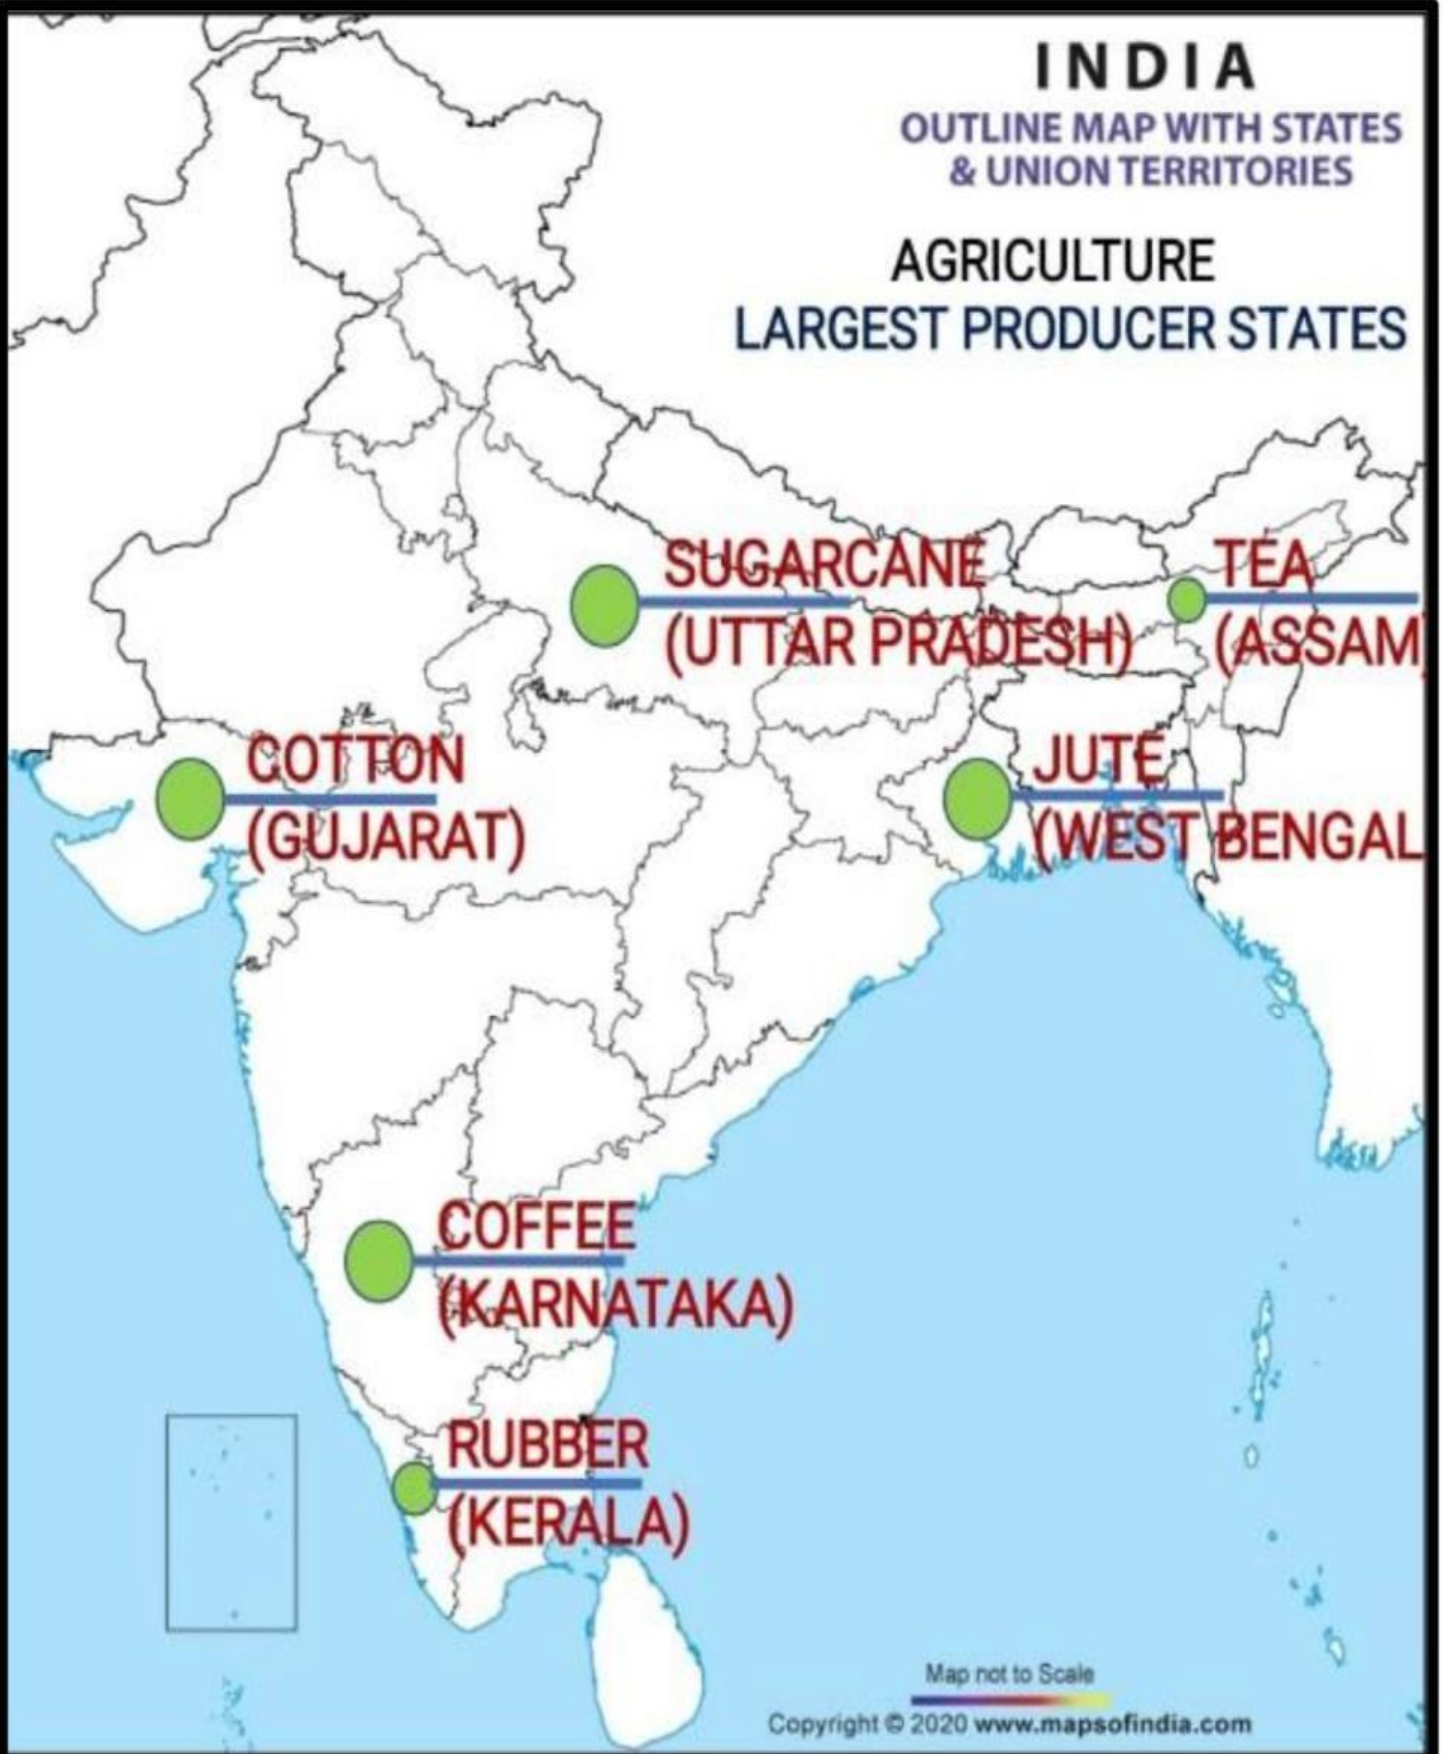 INDIA
OUTLINE MAP WITH STATES
& UNION TERRITORIES
AGRICULTURE
LARGEST PRODUCER STATES
SUGARCANE
(UTTAR PRADESH)
TEA
(ASSAM)
COTTON
(GUJARAT)
JUTE
(WEST BENGAL
COFFEE
(KARNATAKA)
RUBBER
(KERALA)
Map not to Scale
Copyright © 2020 www.mapsofindia.com